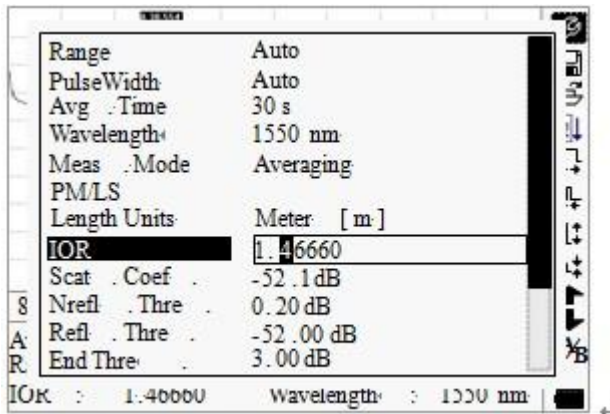 Range Auto
PulseWidth Auto
Avg . Time 30 s
Wavelength 1550 nm
Meas . Mode Averaging
PM/LS
Length Units Meter [m]
IOR 1.46660
Scat . Coef . -52 .1dB
Nrefl . Thre . 0.20 dB
Refl . Thre . -52.00 dB
End Thre . 3.00 dB
8
A
R
IOR : 1.46660 Wavelength : 1550 nm